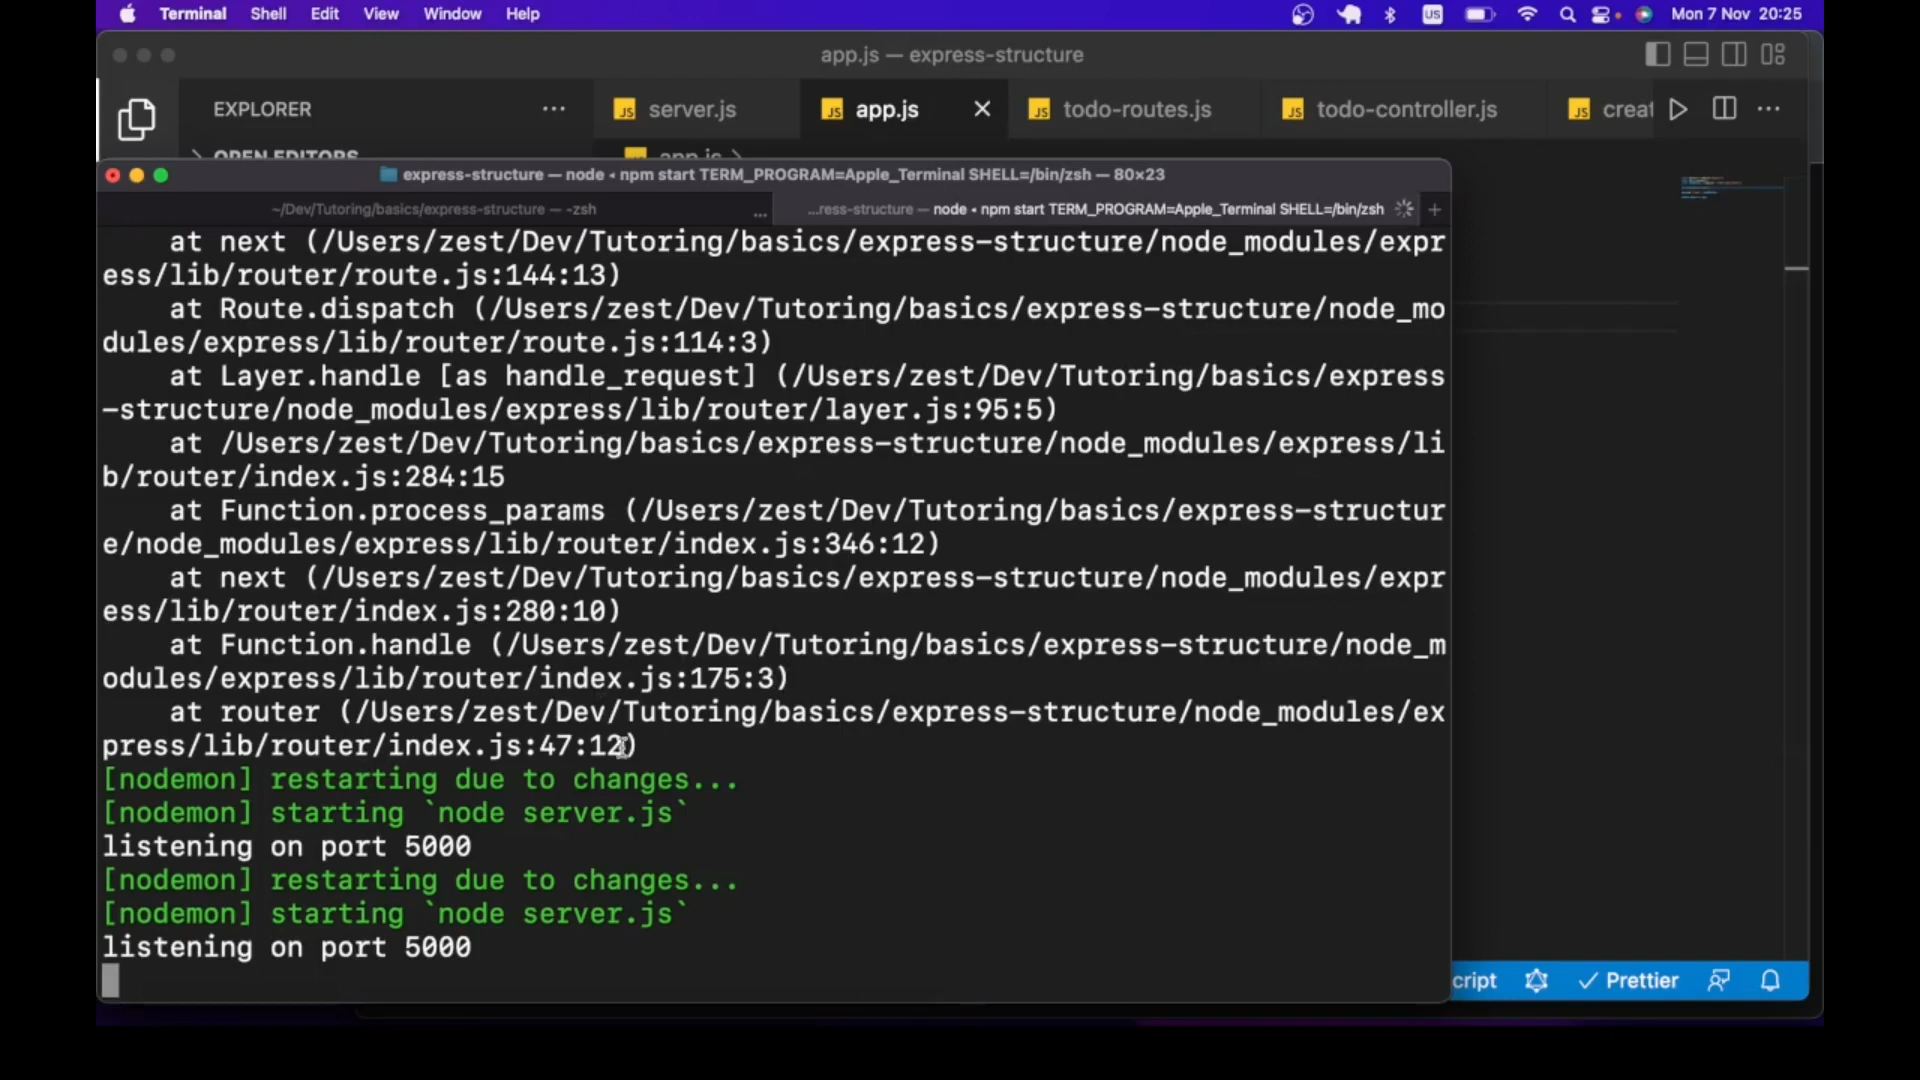 Terminal Shell Edit View Window Help US Mon 7 Nov 20:25
app.js — express-structure
EXPLORER ··· JS server.js JS app.js JS todo-routes.js JS todo-controller.js JS creat ···
OPEN EDITORS app.js
express-structure — node ◂ npm start TERM_PROGRAM=Apple_Terminal SHELL=/bin/zsh — 80×23
~/Dev/Tutoring/basics/express-structure — -zsh ... ...ress-structure — node ◂ npm start TERM_PROGRAM=Apple_Terminal SHELL=/bin/zsh +
at next (/Users/zest/Dev/Tutoring/basics/express-structure/node_modules/expr
ess/lib/router/route.js:144:13)
at Route.dispatch (/Users/zest/Dev/Tutoring/basics/express-structure/node_mo
dules/express/lib/router/route.js:114:3)
at Layer.handle [as handle_request] (/Users/zest/Dev/Tutoring/basics/express
-structure/node_modules/express/lib/router/layer.js:95:5)
at /Users/zest/Dev/Tutoring/basics/express-structure/node_modules/express/li
b/router/index.js:284:15
at Function.process_params (/Users/zest/Dev/Tutoring/basics/express-structur
e/node_modules/express/lib/router/index.js:346:12)
at next (/Users/zest/Dev/Tutoring/basics/express-structure/node_modules/expr
ess/lib/router/index.js:280:10)
at Function.handle (/Users/zest/Dev/Tutoring/basics/express-structure/node_m
odules/express/lib/router/index.js:175:3)
at router (/Users/zest/Dev/Tutoring/basics/express-structure/node_modules/ex
press/lib/router/index.js:47:12)
[nodemon] restarting due to changes...
[nodemon] starting `node server.js`
listening on port 5000
[nodemon] restarting due to changes...
[nodemon] starting `node server.js`
listening on port 5000
cript Prettier